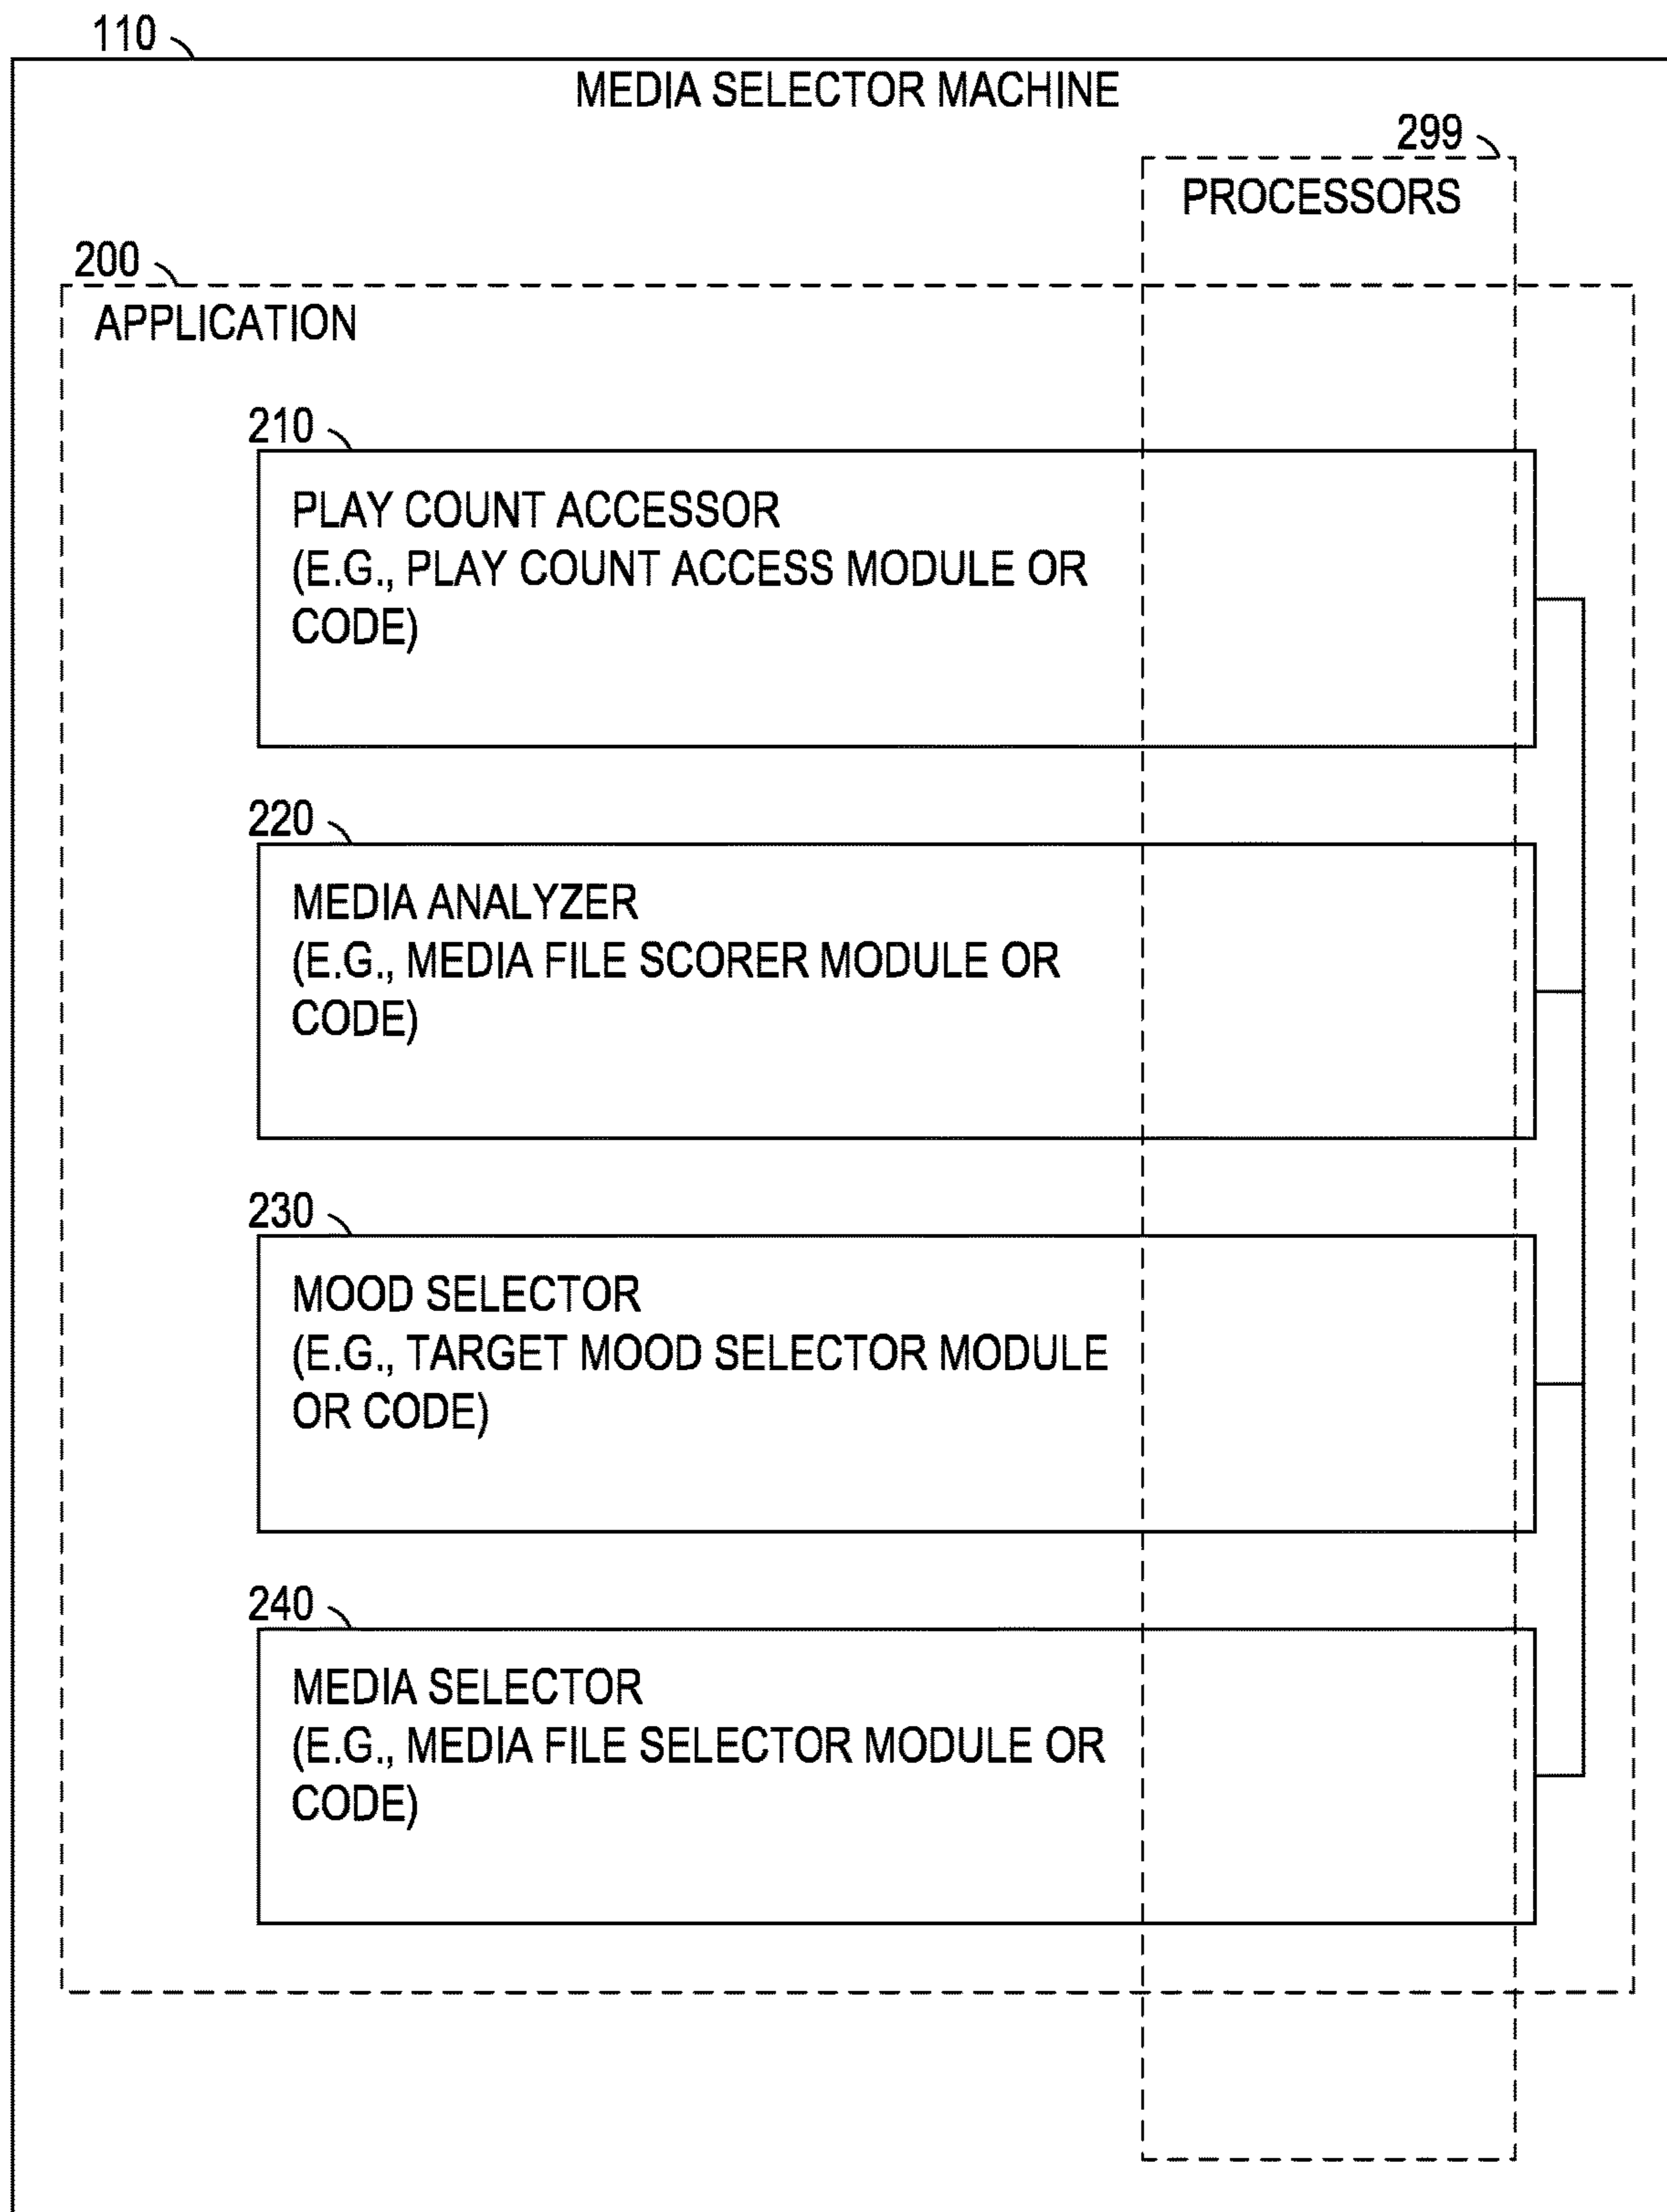 110
MEDIA SELECTOR MACHINE
299
PROCESSORS
200
APPLICATION
210
PLAY COUNT ACCESSOR
(E.G., PLAY COUNT ACCESS MODULE OR
CODE)
220
MEDIA ANALYZER
(E.G., MEDIA FILE SCORER MODULE OR
CODE)
230
MOOD SELECTOR
(E.G., TARGET MOOD SELECTOR MODULE
OR CODE)
240
MEDIA SELECTOR
(E.G., MEDIA FILE SELECTOR MODULE OR
CODE)